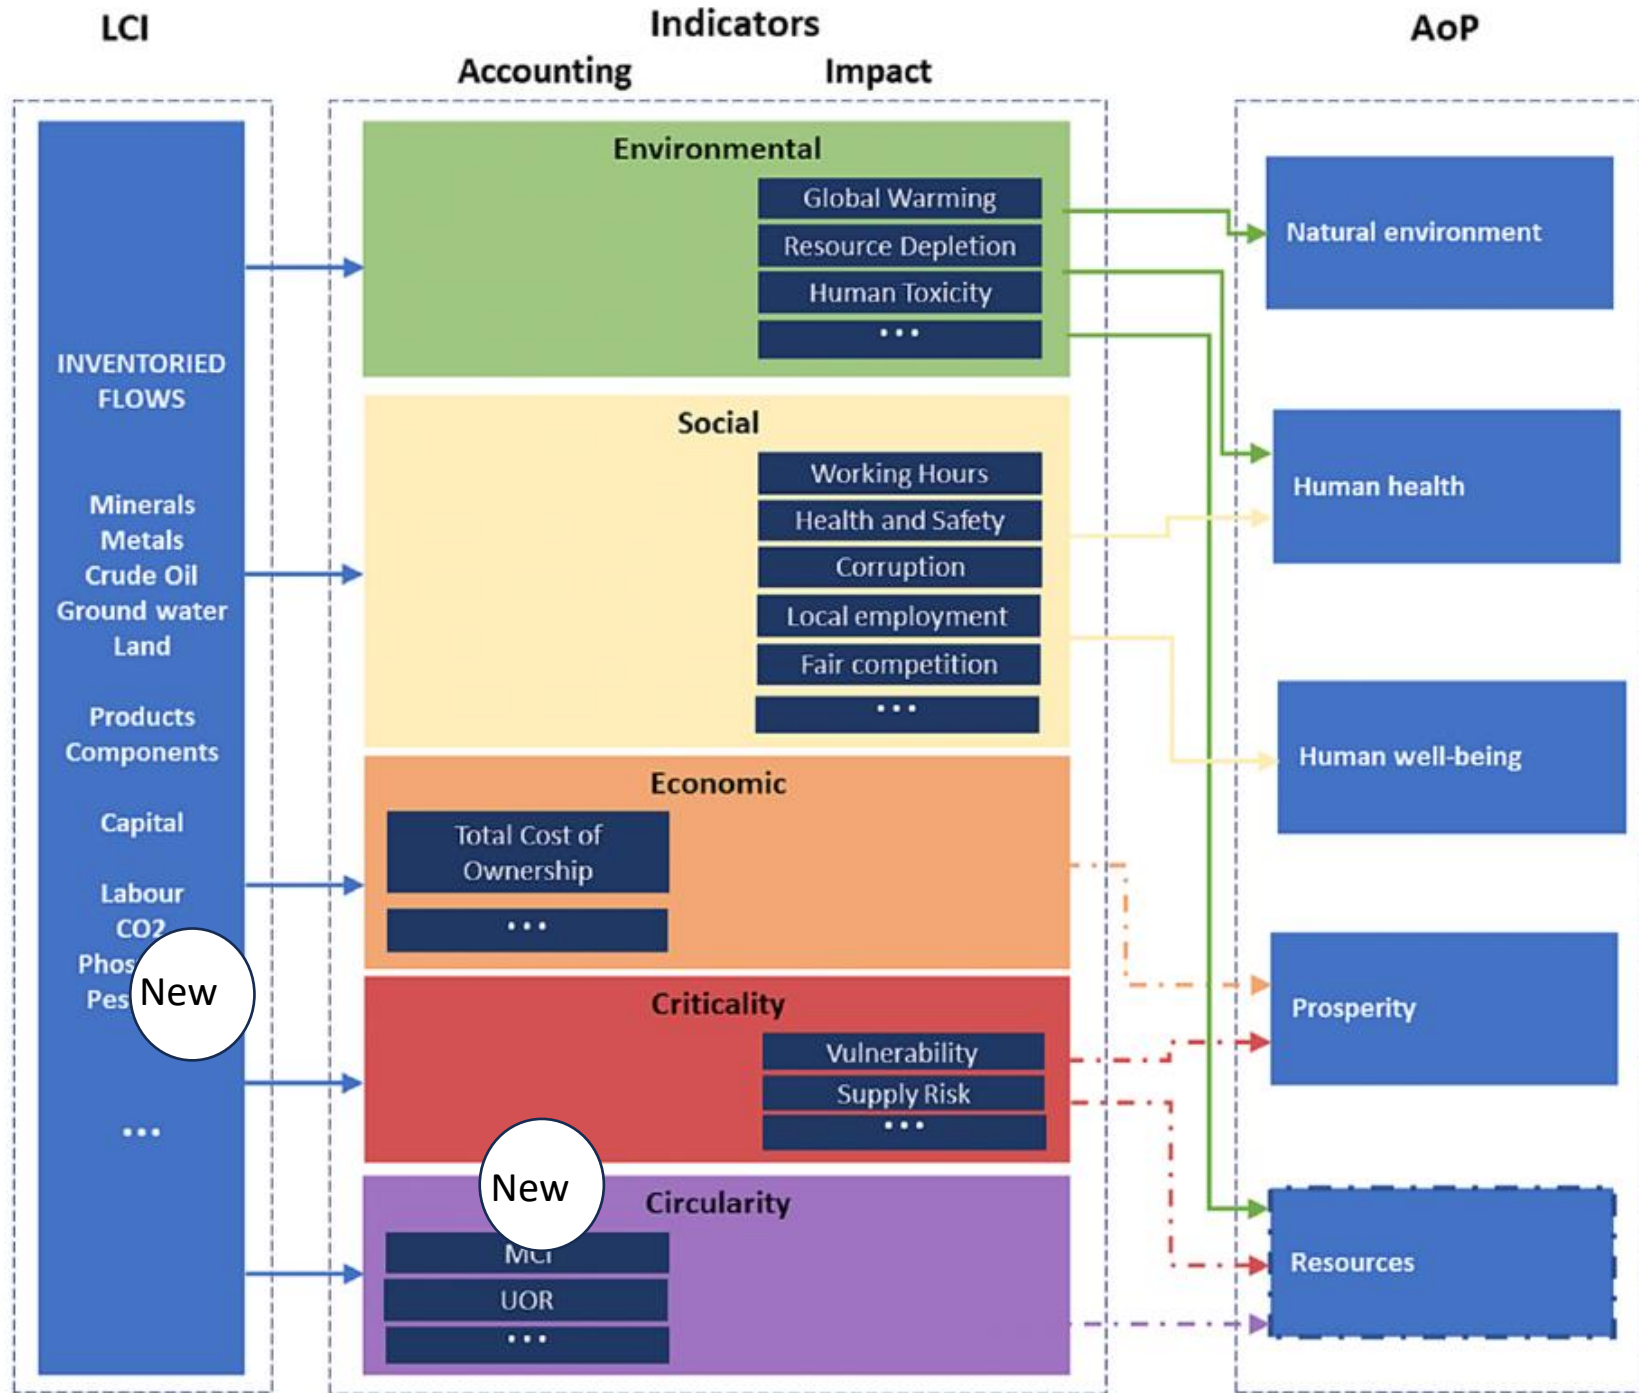 LCI
Indicators
AoP
Accounting
Impact
INVENTORIED
FLOWS
Minerals
Metals
Crude Oil
Ground water
Land
Products
Components
Capital
Labour
CO2
New
...
Environmental
Global Warming
Resource Depletion
Human Toxicity
...
Social
Working Hours
Health and Safety
Corruption
Local employment
Fair competition
...
Economic
Total Cost of
Ownership
...
Criticality
Vulnerability
Supply Risk
...
New
Circularity
MCI
UOR
...
Natural environment
Human health
Human well-being
Prosperity
Resources